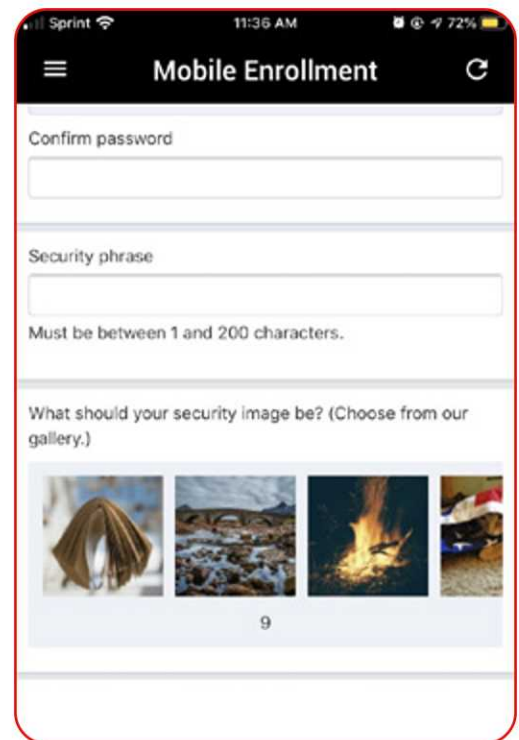 Sprint 11:36 AM 72%
Mobile Enrollment
Confirm password
Security phrase
Must be between 1 and 200 characters.
What should your security image be? (Choose from our
gallery.)
9